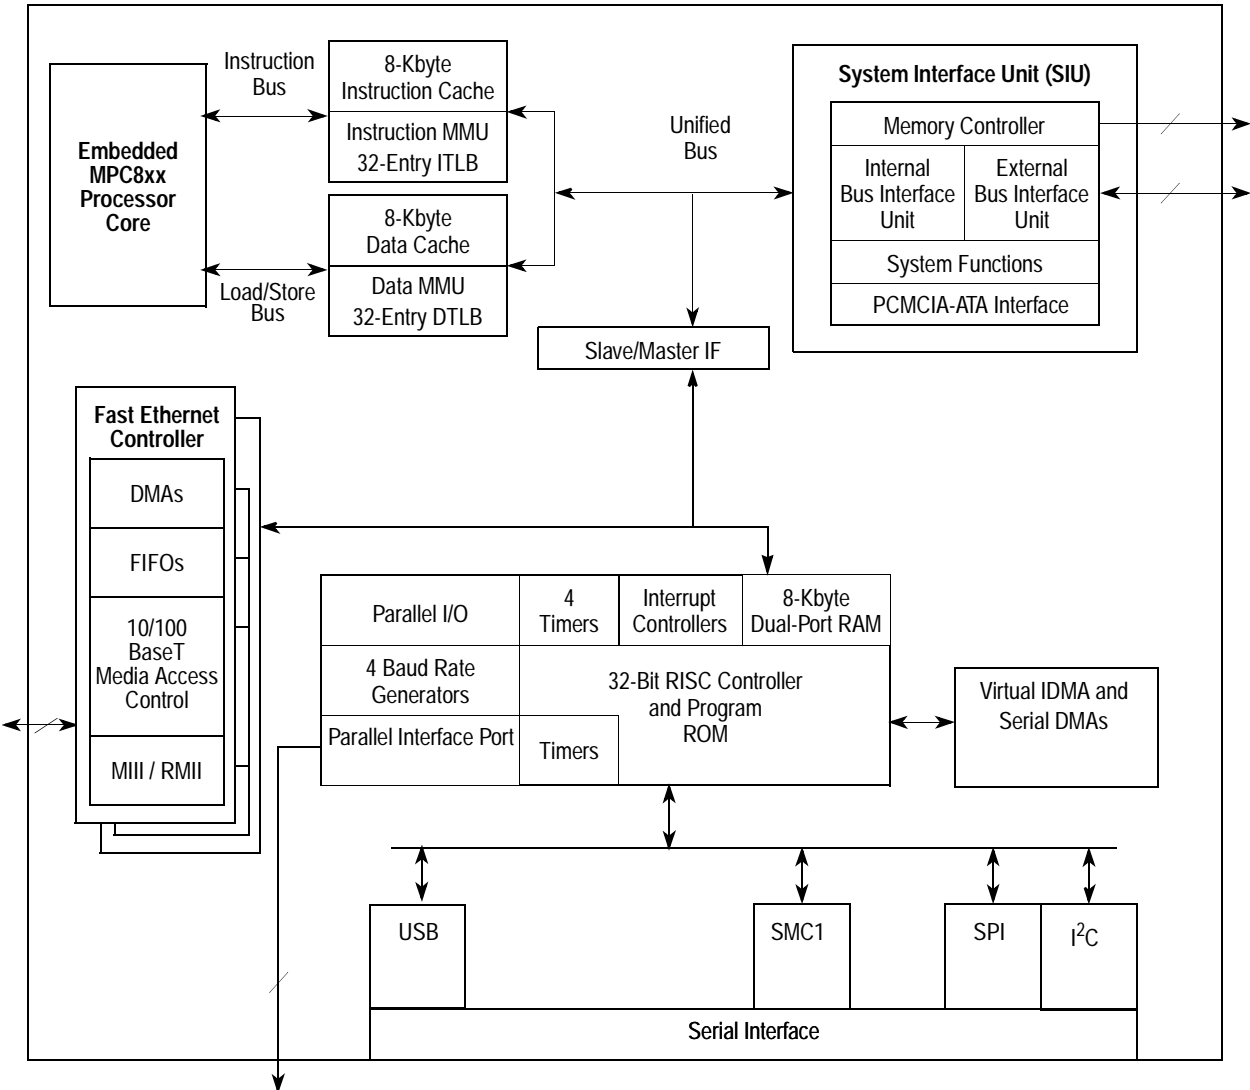 Instruction
Bus
8-Kbyte
Instruction Cache
Instruction MMU
32-Entry ITLB
Embedded
MPC8xx
Processor
Core
8-Kbyte
Data Cache
Data MMU
32-Entry DTLB
Load/Store
Bus
Unified
Bus
System Interface Unit (SIU)
Memory Controller
Internal
Bus Interface
Unit
External
Bus Interface
Unit
System Functions
PCMCIA-ATA Interface
Slave/Master IF
Fast Ethernet
Controller
DMAs
FIFOs
10/100
BaseT
Media Access
Control
MIII / RMII
Parallel I/O
4
Timers
Interrupt
Controllers
8-Kbyte
Dual-Port RAM
4 Baud Rate
Generators
32-Bit RISC Controller
and Program
ROM
Parallel Interface Port
Timers
Virtual IDMA and
Serial DMAs
USB
SMC1
SPI
I²C
Serial Interface